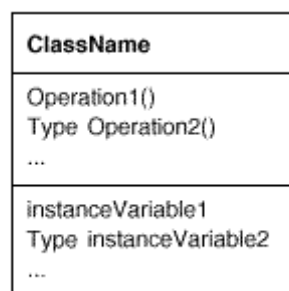 ClassName
Operation1()
Type Operation2()
...
instanceVariable1
Type instanceVariable2
...